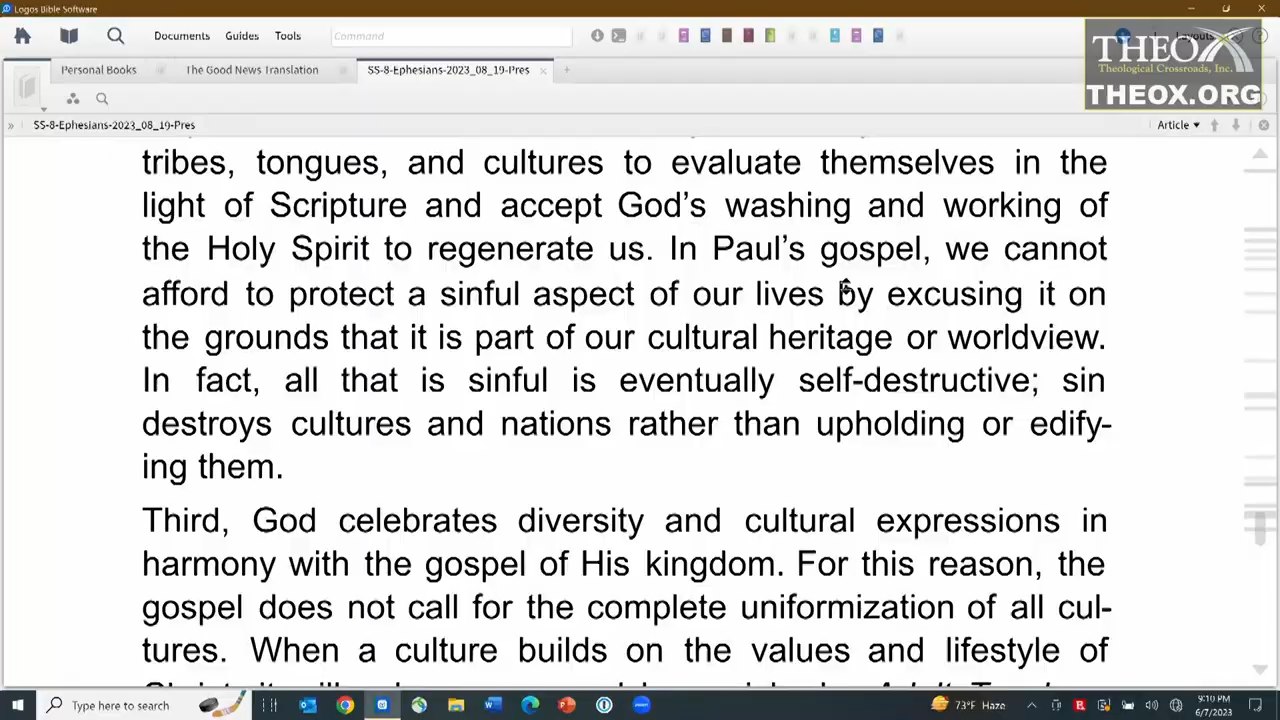 Logos Bible Software
Documents Guides Tools Command Layouts
THEOX
Theological Crossroads, Inc.
THEOX.ORG
Personal Books The Good News Translation SS-8-Ephesians-2023_08_19-Pres
SS-8-Ephesians-2023_08_19-Pres Article
tribes, tongues, and cultures to evaluate themselves in the
light of Scripture and accept God's washing and working of
the Holy Spirit to regenerate us. In Paul's gospel, we cannot
afford to protect a sinful aspect of our lives by excusing it on
the grounds that it is part of our cultural heritage or worldview.
In fact, all that is sinful is eventually self-destructive; sin
destroys cultures and nations rather than upholding or edify-
ing them.
Third, God celebrates diversity and cultural expressions in
harmony with the gospel of His kingdom. For this reason, the
gospel does not call for the complete uniformization of all cul-
tures. When a culture builds on the values and lifestyle of
Type here to search
73°F Haze
9:10 PM
6/7/2023